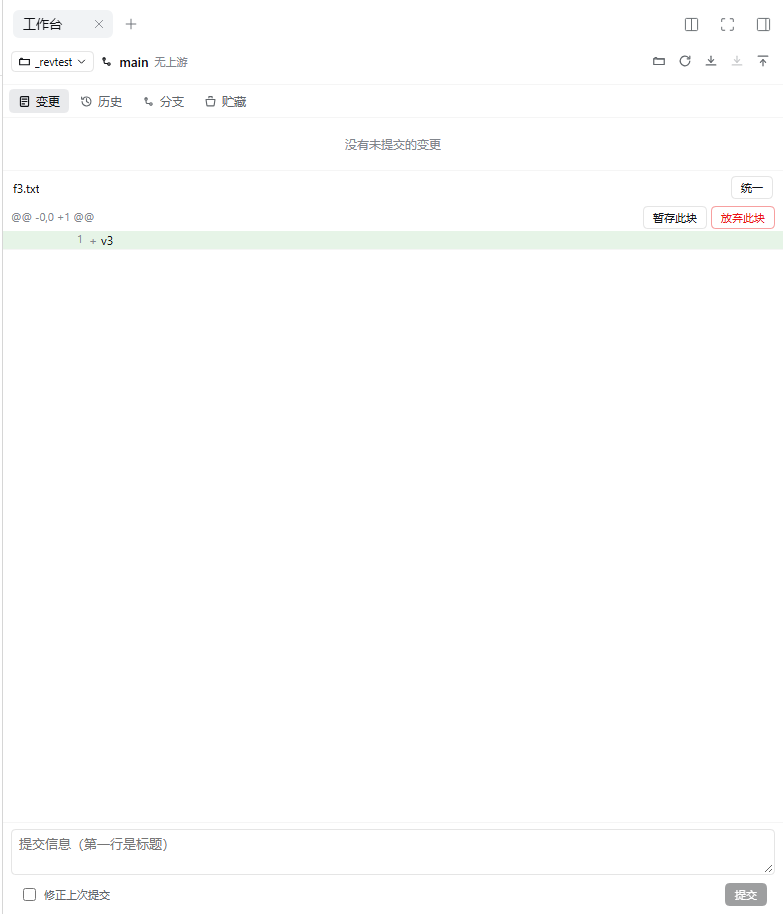 工作台
_revtest main 无上游
变更 历史 分支 贮藏
没有未提交的变更
f3.txt 统一
@@ -0,0 +1 @@ 暂存此块 放弃此块
1 + v3
提交信息（第一行是标题）
修正上次提交 提交